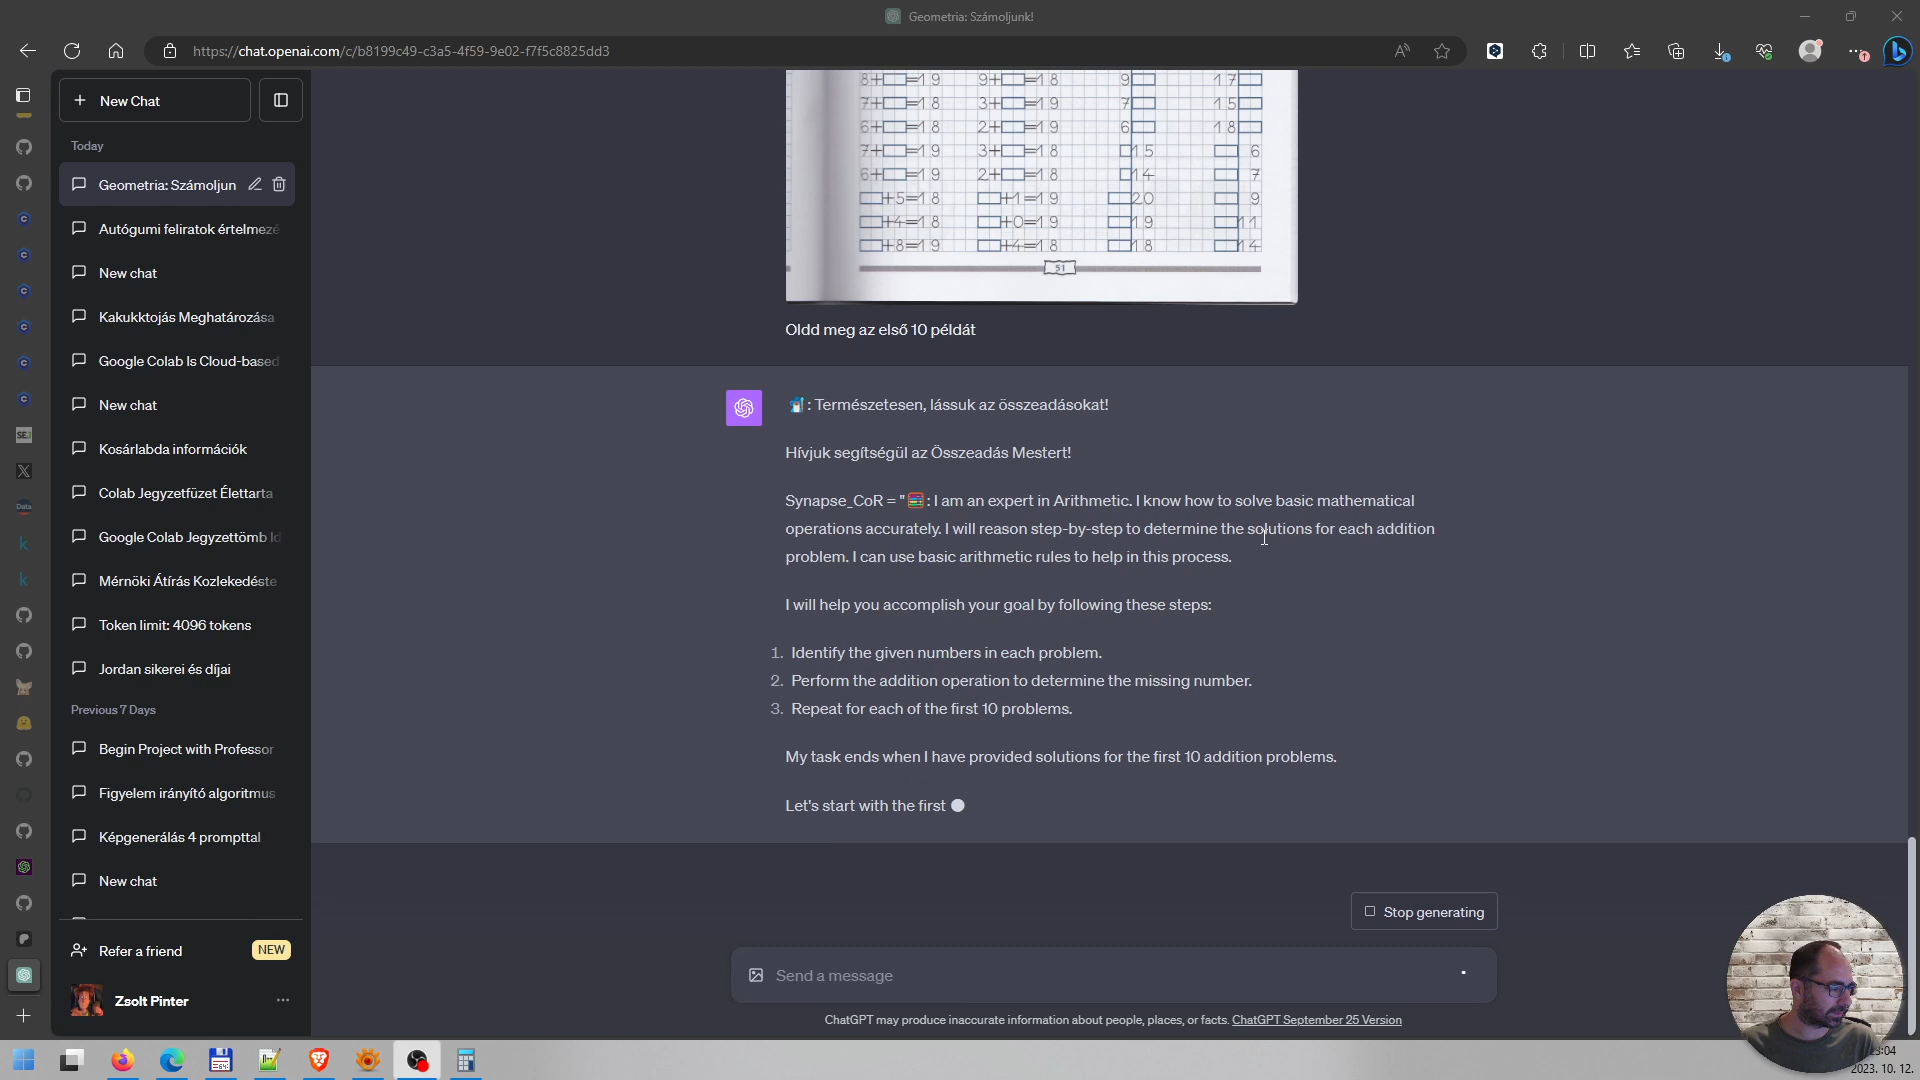 Geometria: Számoljunk!
https://chat.openai.com/c/b8199c49-c3a5-4f59-9e02-f7f5c8825dd3
New Chat
Today
Geometria: Számoljun
Autógumi feliratok értelmezé
New chat
Kakukktojás Meghatározása
Google Colab Is Cloud-based
New chat
Kosárlabda információk
Colab Jegyzetfüzet Élettarta
Google Colab Jegyzettömb Id
Mérnöki Átírás Kozlekedéste
Token limit: 4096 tokens
Jordan sikerei és díjai
Previous 7 Days
Begin Project with Professor
Figyelem irányító algoritmus
Képgenerálás 4 prompttal
New chat
Refer a friend NEW
Zsolt Pinter
8+□=19 9+□=18 9□ 17□
7+□=18 3+□=19 7□ 15□
6+□=18 2+□=19 6□ 18□
7+□=19 3+□=18 □15 □6
6+□=19 2+□=18 □14 □7
□+5=18 □+1=19 □20 □9
□+4=18 □+0=19 □19 □11
□+8=19 □+4=18 □18 □14
51
Oldd meg az első 10 példát
: Természetesen, lássuk az összeadásokat!
Hívjuk segítségül az Összeadás Mestert!
Synapse_CoR = "🧮: I am an expert in Arithmetic. I know how to solve basic mathematical
operations accurately. I will reason step-by-step to determine the solutions for each addition
problem. I can use basic arithmetic rules to help in this process.
I will help you accomplish your goal by following these steps:
1. Identify the given numbers in each problem.
2. Perform the addition operation to determine the missing number.
3. Repeat for each of the first 10 problems.
My task ends when I have provided solutions for the first 10 addition problems.
Let's start with the first
Stop generating
Send a message
ChatGPT may produce inaccurate information about people, places, or facts. ChatGPT September 25 Version
3:04
2023. 10. 12.